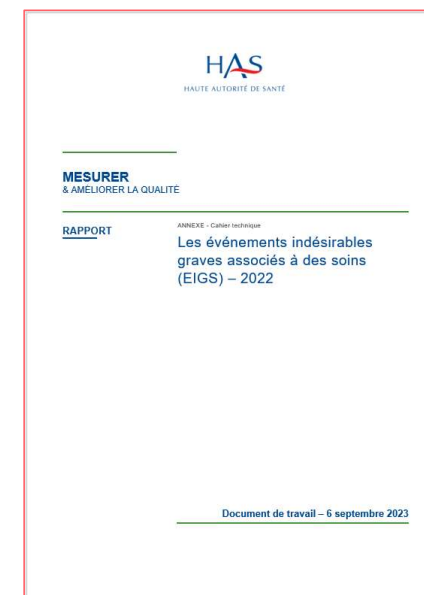 HAS
HAUTE AUTORITÉ DE SANTÉ
MESURER
& AMÉLIORER LA QUALITÉ
RAPPORT
ANNEXE - Cahier technique
Les événements indésirables
graves associés à des soins
(EIGS) – 2022
Document de travail – 6 septembre 2023